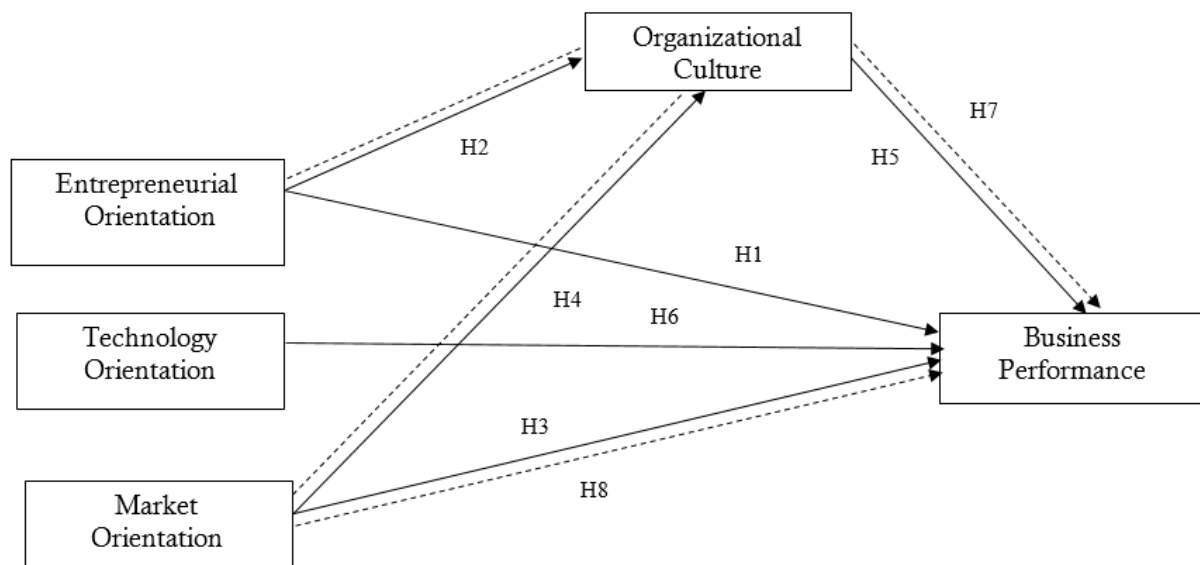 Organizational
Culture
H7
H2
H5
Entrepreneurial
Orientation
H1
H4
H6
Technology
Orientation
Business
Performance
H3
H8
Market
Orientation